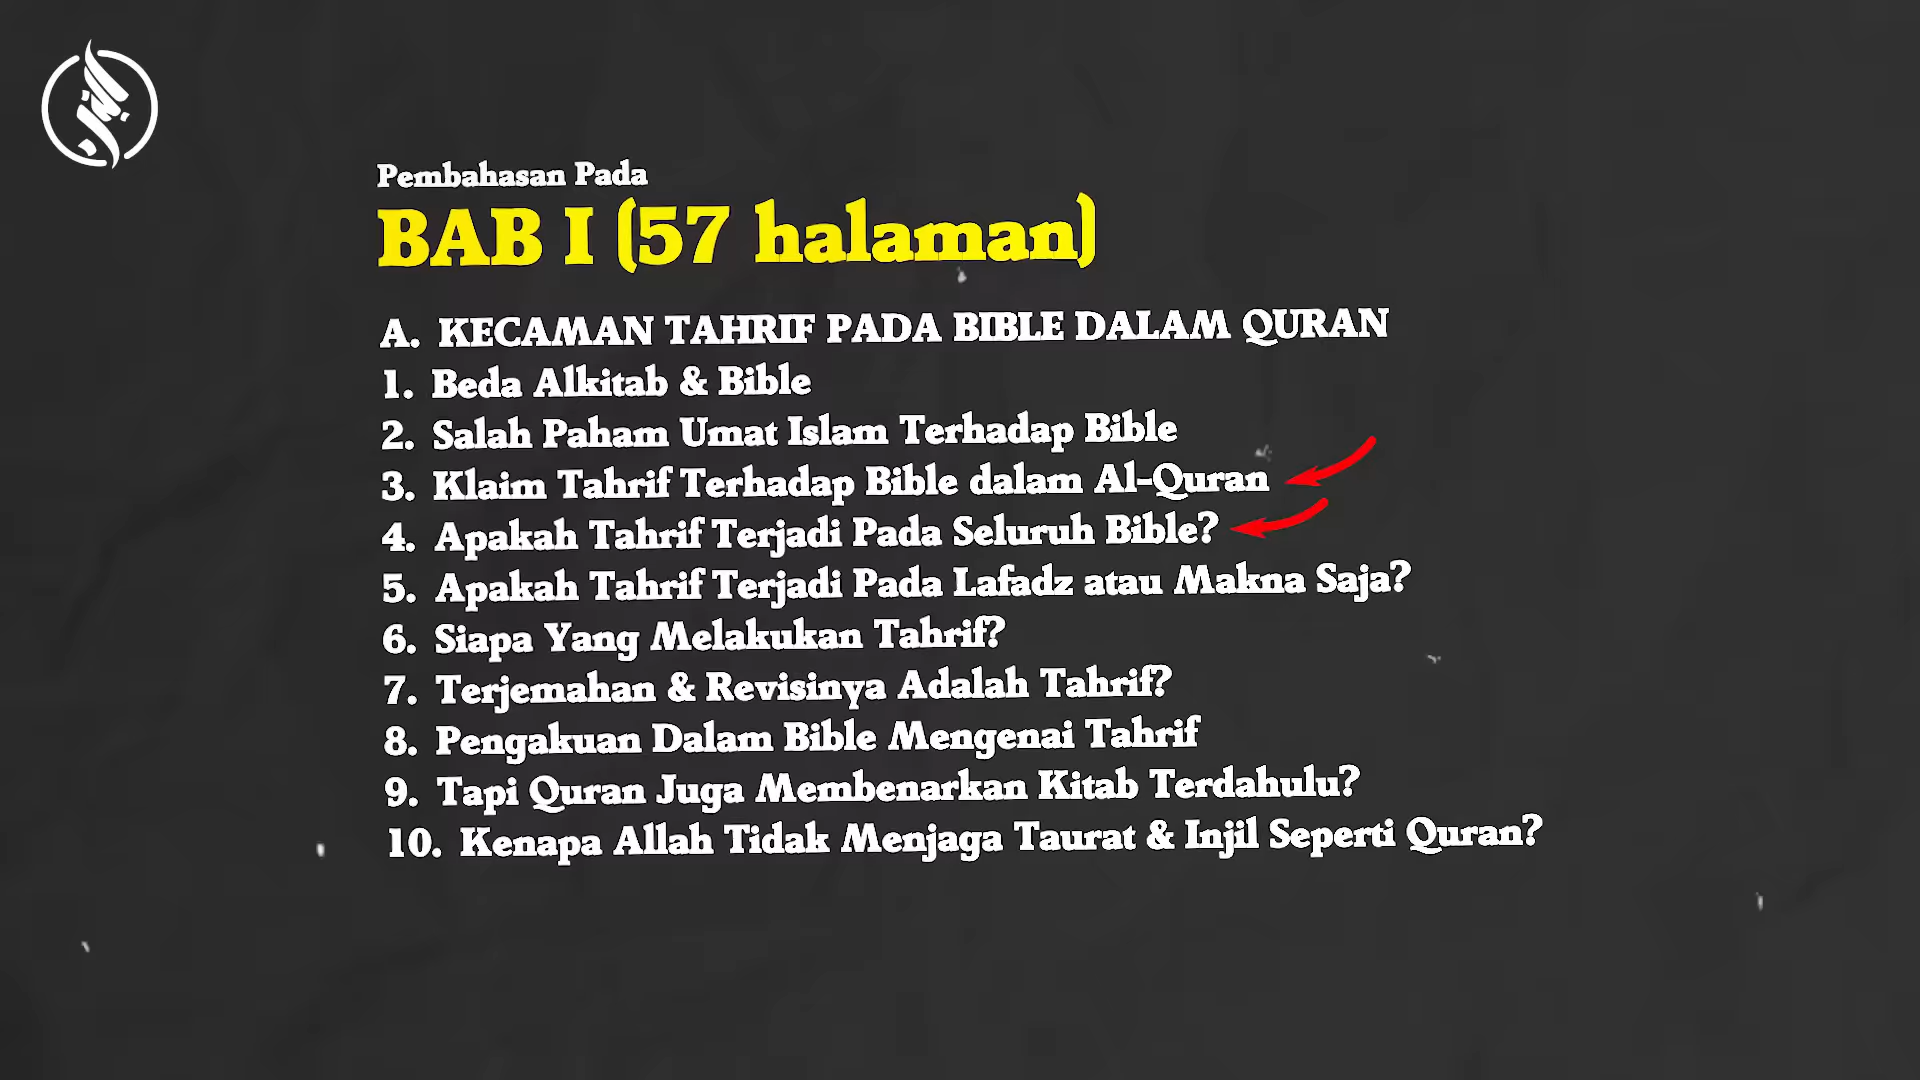 Pembahasan Pada
BAB I (57 halaman)
A. KECAMAN TAHRIF PADA BIBLE DALAM QURAN
1. Beda Alkitab & Bible
2. Salah Paham Umat Islam Terhadap Bible
3. Klaim Tahrif Terhadap Bible dalam Al-Quran
4. Apakah Tahrif Terjadi Pada Seluruh Bible?
5. Apakah Tahrif Terjadi Pada Lafadz atau Makna Saja?
6. Siapa Yang Melakukan Tahrif?
7. Terjemahan & Revisinya Adalah Tahrif?
8. Pengakuan Dalam Bible Mengenai Tahrif
9. Tapi Quran Juga Membenarkan Kitab Terdahulu?
10. Kenapa Allah Tidak Menjaga Taurat & Injil Seperti Quran?